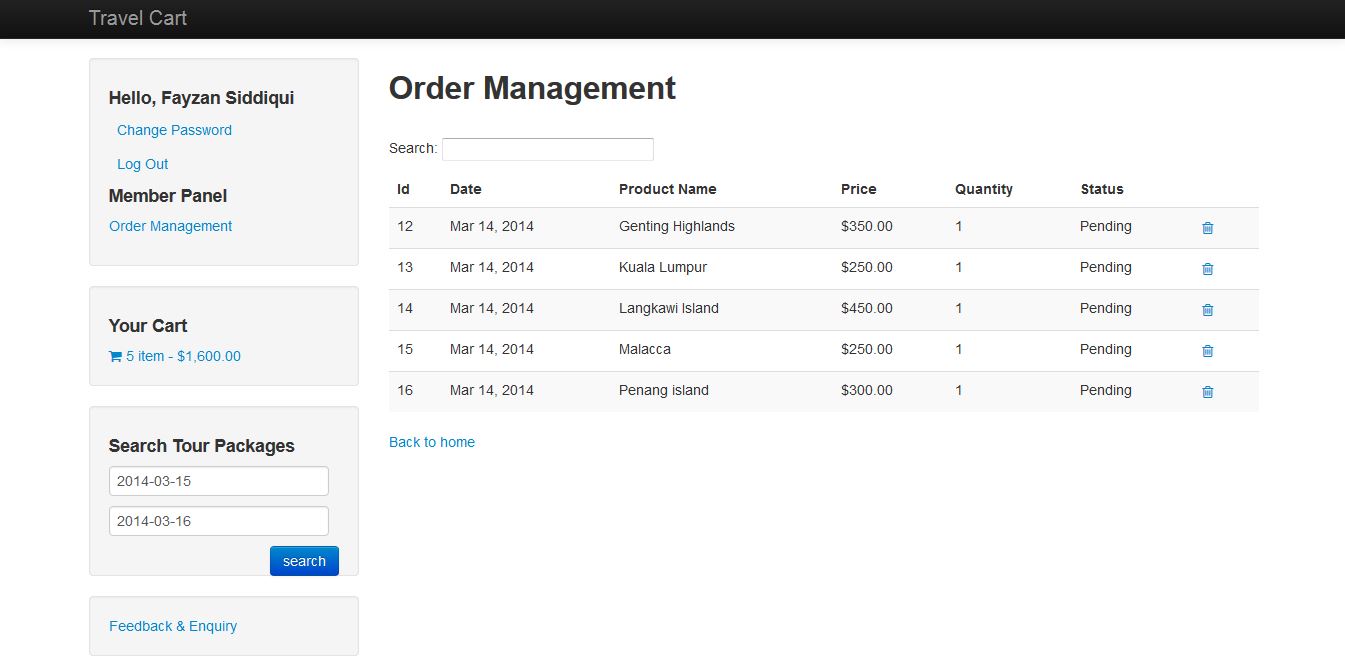 Travel Cart
Hello, Fayzan Siddiqui
Change Password
Log Out
Member Panel
Order Management
Your Cart
5 item - $1,600.00
Search Tour Packages
2014-03-15
2014-03-16
search
Feedback & Enquiry
Order Management
Search:
Id Date Product Name Price Quantity Status
12 Mar 14, 2014 Genting Highlands $350.00 1 Pending
13 Mar 14, 2014 Kuala Lumpur $250.00 1 Pending
14 Mar 14, 2014 Langkawi Island $450.00 1 Pending
15 Mar 14, 2014 Malacca $250.00 1 Pending
16 Mar 14, 2014 Penang island $300.00 1 Pending
Back to home